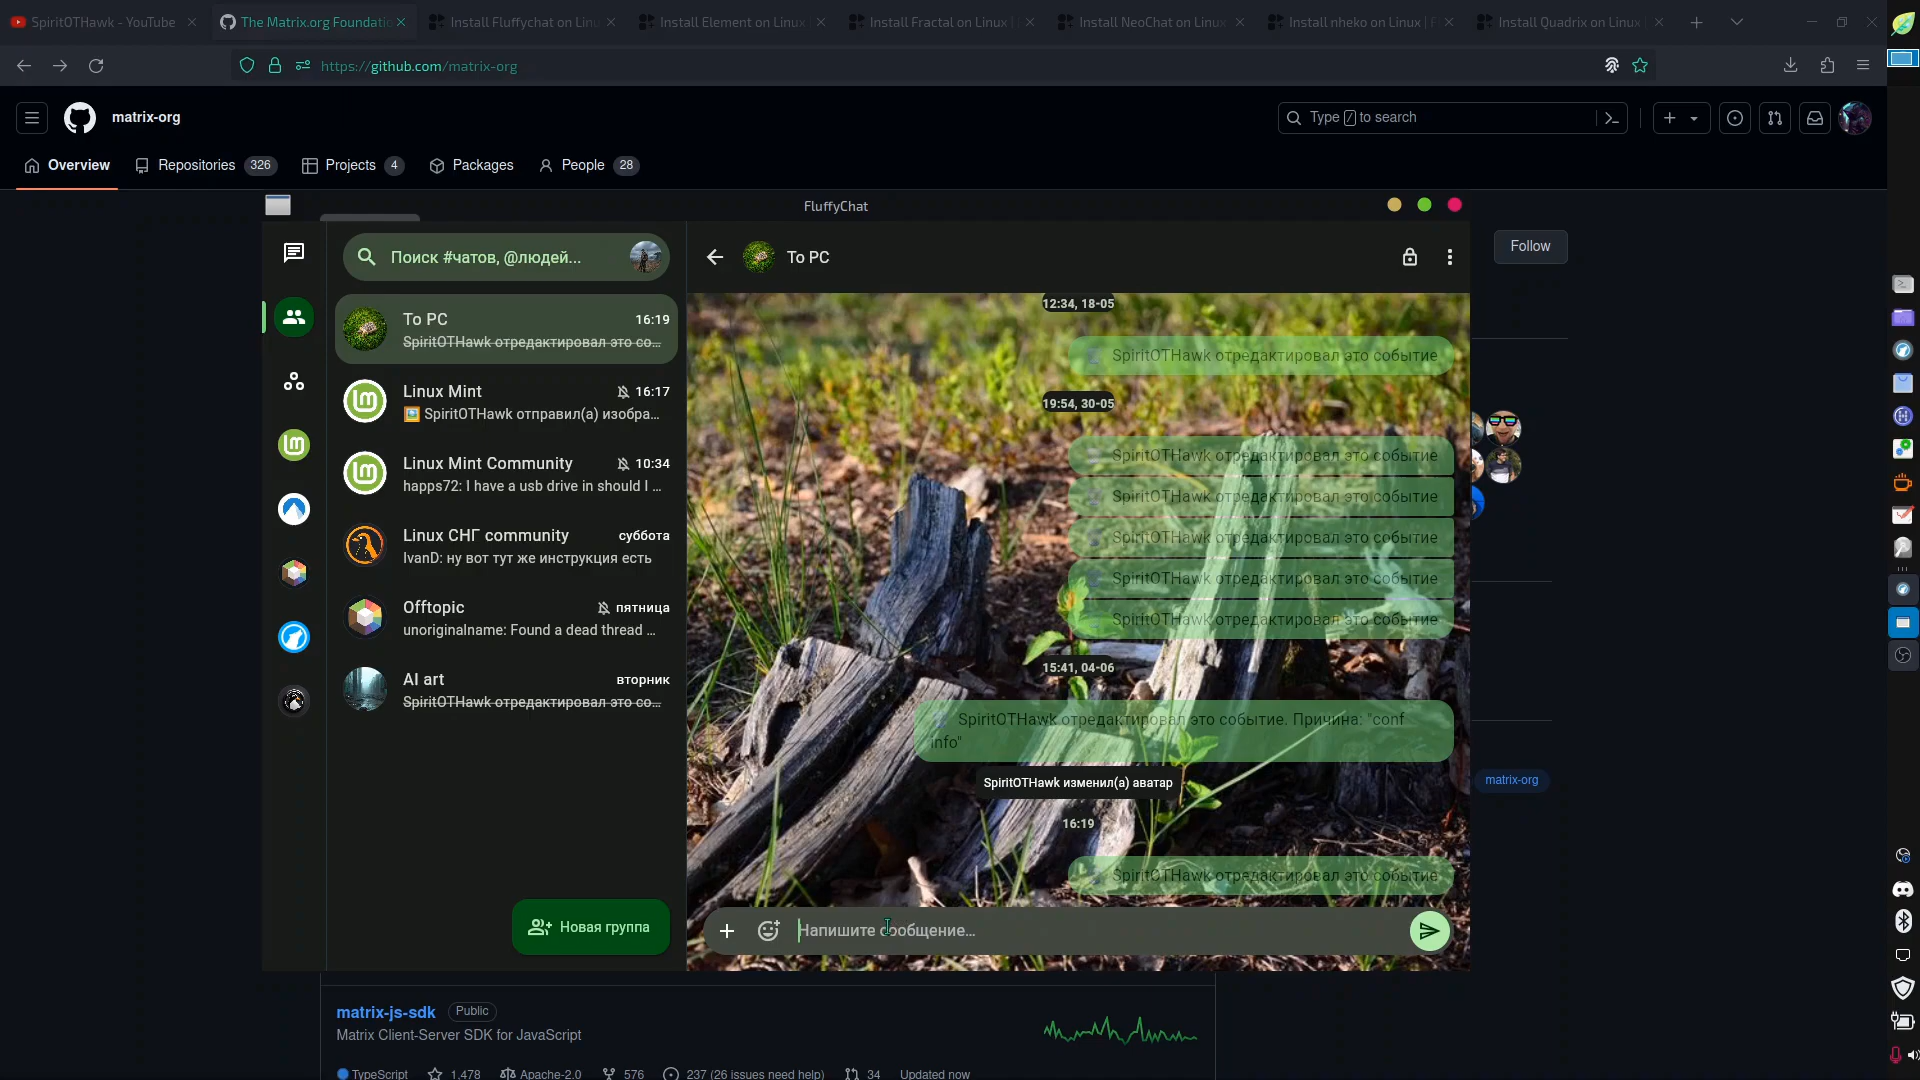 SpiritOTHawk - YouTube
The Matrix.org Foundatio
Install Fluffychat on Linu
Install Element on Linux
Install Fractal on Linux |
Install NeoChat on Linux
Install nheko on Linux | F
Install Quadrix on Linux
https://github.com/matrix-org
matrix-org
Type / to search
Overview
Repositories 326
Projects 4
Packages
People 28
FluffyChat
Follow
Поиск #чатов, @людей...
To PC
To PC
16:19
SpiritOTHawk отредактировал это со...
Linux Mint
16:17
SpiritOTHawk отправил(а) изобра...
Linux Mint Community
10:34
happs72: I have a usb drive in should I ...
Linux СНГ community
суббота
IvanD: ну вот тут же инструкция есть
Offtopic
пятница
unoriginalname: Found a dead thread ...
AI art
вторник
SpiritOTHawk отредактировал это со...
Новая группа
12:34, 18-05
SpiritOTHawk отредактировал это событие
19:54, 30-05
SpiritOTHawk отредактировал это событие
SpiritOTHawk отредактировал это событие
SpiritOTHawk отредактировал это событие
SpiritOTHawk отредактировал это событие
SpiritOTHawk отредактировал это событие
15:41, 04-06
SpiritOTHawk отредактировал это событие. Причина: "conf
info"
SpiritOTHawk изменил(а) аватар
16:19
SpiritOTHawk отредактировал это событие
Напишите сообщение...
matrix-org
matrix-js-sdk
Public
Matrix Client-Server SDK for JavaScript
TypeScript
1,478
Apache-2.0
576
237 (26 issues need help)
34
Updated now